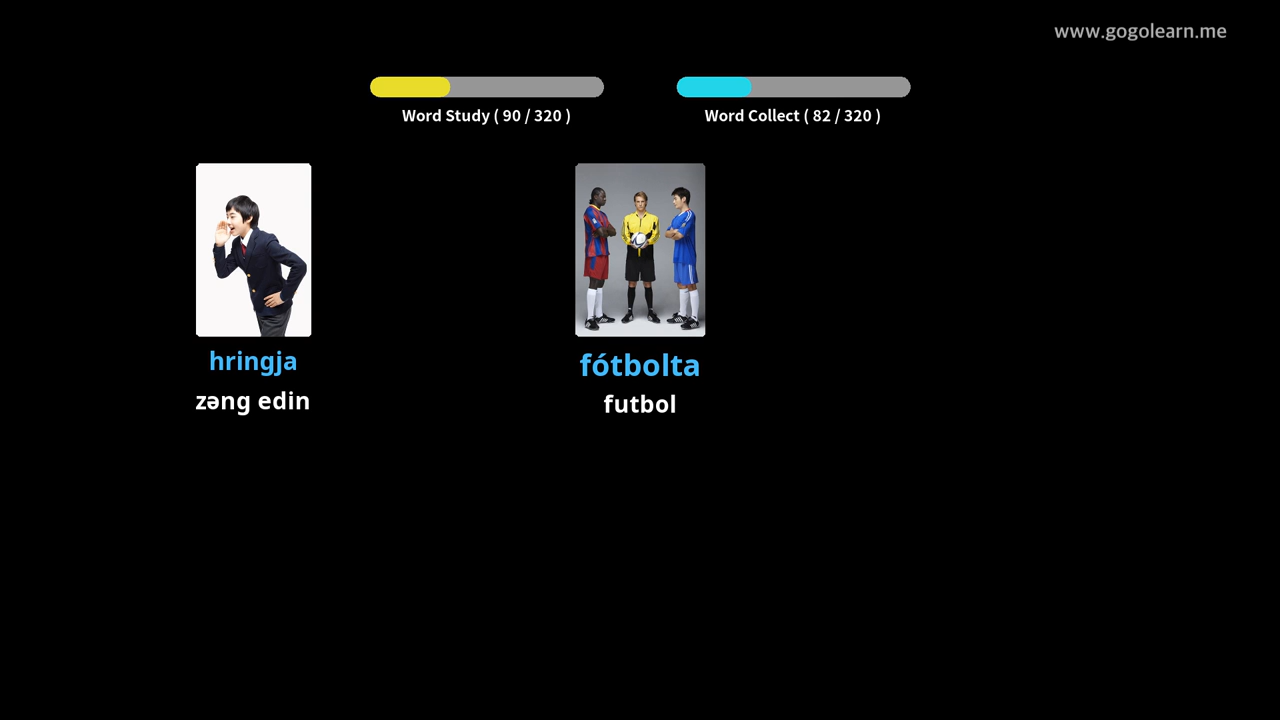 www.gogolearn.me
Word Study ( 90 / 320 )
Word Collect ( 82 / 320 )
hringja
zəng edin
fótbolta
futbol